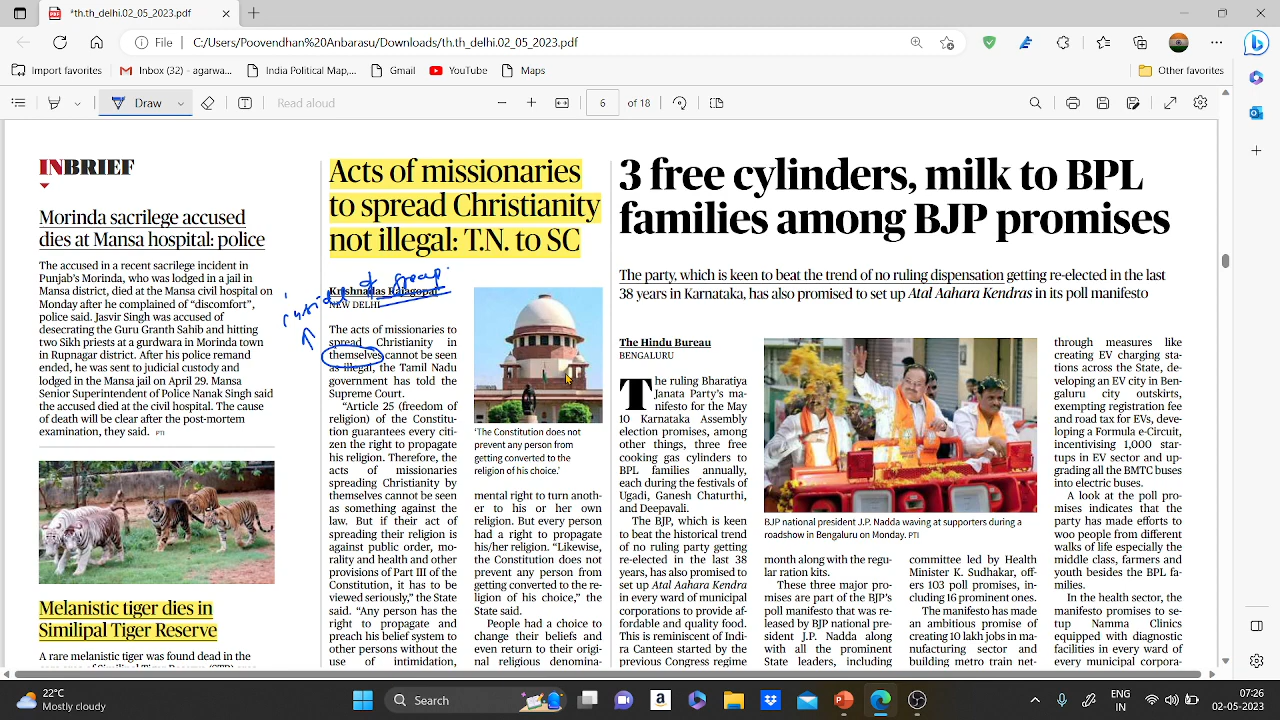 *th.th_delhi.02_05_2023.pdf
File
C:/Users/Poovendhan%20Anbarasu/Downloads/th.th_delhi.02_05_2023.pdf
Import favorites
Inbox (32) - agarwa...
India Political Map,...
Gmail
YouTube
Maps
Other favorites
Draw
Read aloud
6
of 18
INBRIEF
Morinda sacrilege accused
dies at Mansa hospital: police
The accused in a recent sacrilege incident in
Punjab's Morinda, who was lodged in a jail in
Mansa district, died at the Mansa civil hospital on
Monday after he complained of "discomfort",
police said. Jasvir Singh was accused of
desecrating the Guru Granth Sahib and hitting
two Sikh priests at a gurdwara in Morinda town
in Rupnagar district. After his police remand
ended, he was sent to judicial custody and
lodged in the Mansa jail on April 29. Mansa
Senior Superintendent of Police Nanak Singh said
the accused died at the civil hospital. The cause
of death will be clear after the post-mortem
examination, they said. PTI
Melanistic tiger dies in
Similipal Tiger Reserve
A rare melanistic tiger was found dead in the
Acts of missionaries
to spread Christianity
not illegal: T.N. to SC
inside group
Krishnadas Rajagopal
NEW DELHI
The acts of missionaries to
spread Christianity in
themselves cannot be seen
as illegal, the Tamil Nadu
government has told the
Supreme Court.
"Article 25 (freedom of
religion) of the Constitu-
tion guarantees every citi-
zen the right to propagate
his religion. Therefore, the
acts of missionaries
spreading Christianity by
themselves cannot be seen
as something against the
law. But if their act of
spreading their religion is
against public order, mo-
rality and health and other
provisions of Part III of the
Constitution, it has to be
viewed seriously," the State
said. "Any person has the
right to propagate and
preach his belief system to
other persons without the
use of intimidation,
'The Constitution does not
prevent any person from
getting converted to the
religion of his choice.'
mental right to turn anoth-
er to his or her own
religion. But every person
had a right to propagate
his/her religion. "Likewise,
the Constitution does not
prevent any person from
getting converted to the re-
ligion of his choice," the
State said.
People had a choice to
change their beliefs and
even return to their origi-
nal religious denomina-
3 free cylinders, milk to BPL
families among BJP promises
The party, which is keen to beat the trend of no ruling dispensation getting re-elected in the last
38 years in Karnataka, has also promised to set up Atal Aahara Kendras in its poll manifesto
The Hindu Bureau
BENGALURU
The ruling Bharatiya
Janata Party's ma-
nifesto for the May
10 Karnataka Assembly
election promises, among
other things, three free
cooking gas cylinders to
BPL families annually,
each during the festivals of
Ugadi, Ganesh Chaturthi,
and Deepavali.
The BJP, which is keen
to beat the historical trend
of no ruling party getting
re-elected in the last 38
years, has also promised to
set up Atal Aahara Kendra
in every ward of municipal
corporations to provide af-
fordable and quality food.
This is reminiscent of Indi-
ra Canteen started by the
previous Congress regime
BJP national president J.P. Nadda waving at supporters during a
roadshow in Bengaluru on Monday. PTI
month along with the regu-
lar ration kits.
These three major pro-
mises are part of the BJP's
poll manifesto that was re-
leased by BJP national pre-
sident J.P. Nadda along
with all the prominent
State leaders, including
committee led by Health
Minister K. Sudhakar, off-
ers 103 poll promises, in-
cluding 16 prominent ones.
The manifesto has made
an ambitious promise of
creating 10 lakh jobs in ma-
nufacturing sector and
building metro train net-
through measures like
creating EV charging sta-
tions across the State, de-
veloping an EV city in Ben-
galuru city outskirts,
exempting registration fee
and road tax for EVs, deve-
loping a Formula e-Circuit,
incentivising 1,000 star-
tups in EV sector and up-
grading all the BMTC buses
into electric buses.
A look at the poll pro-
mises indicates that the
party has made efforts to
woo people from different
walks of life especially the
middle class, farmers and
youth besides the BPL fa-
milies.
In the health sector, the
manifesto promises to se-
tup Namma Clinics
equipped with diagnostic
facilities in every ward of
every municipal corpora-
22°C
Mostly cloudy
Search
ENG
IN
07:26
02-05-2023